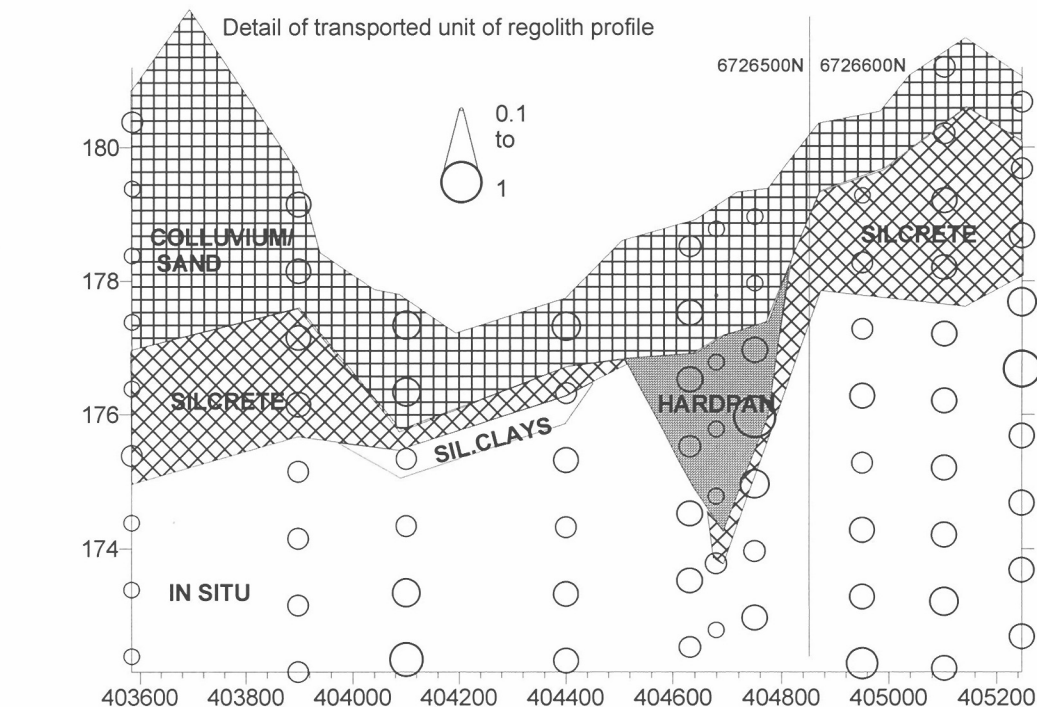 Detail of transported unit of regolith profile
6726500N 6726600N
0.1
to
1
180
178
176
174
COLLUVIUM/
SAND
SILCRETE
SILCRETE
HARDPAN
SIL.CLAYS
IN SITU
403600 403800 404000 404200 404400 404600 404800 405000 405200